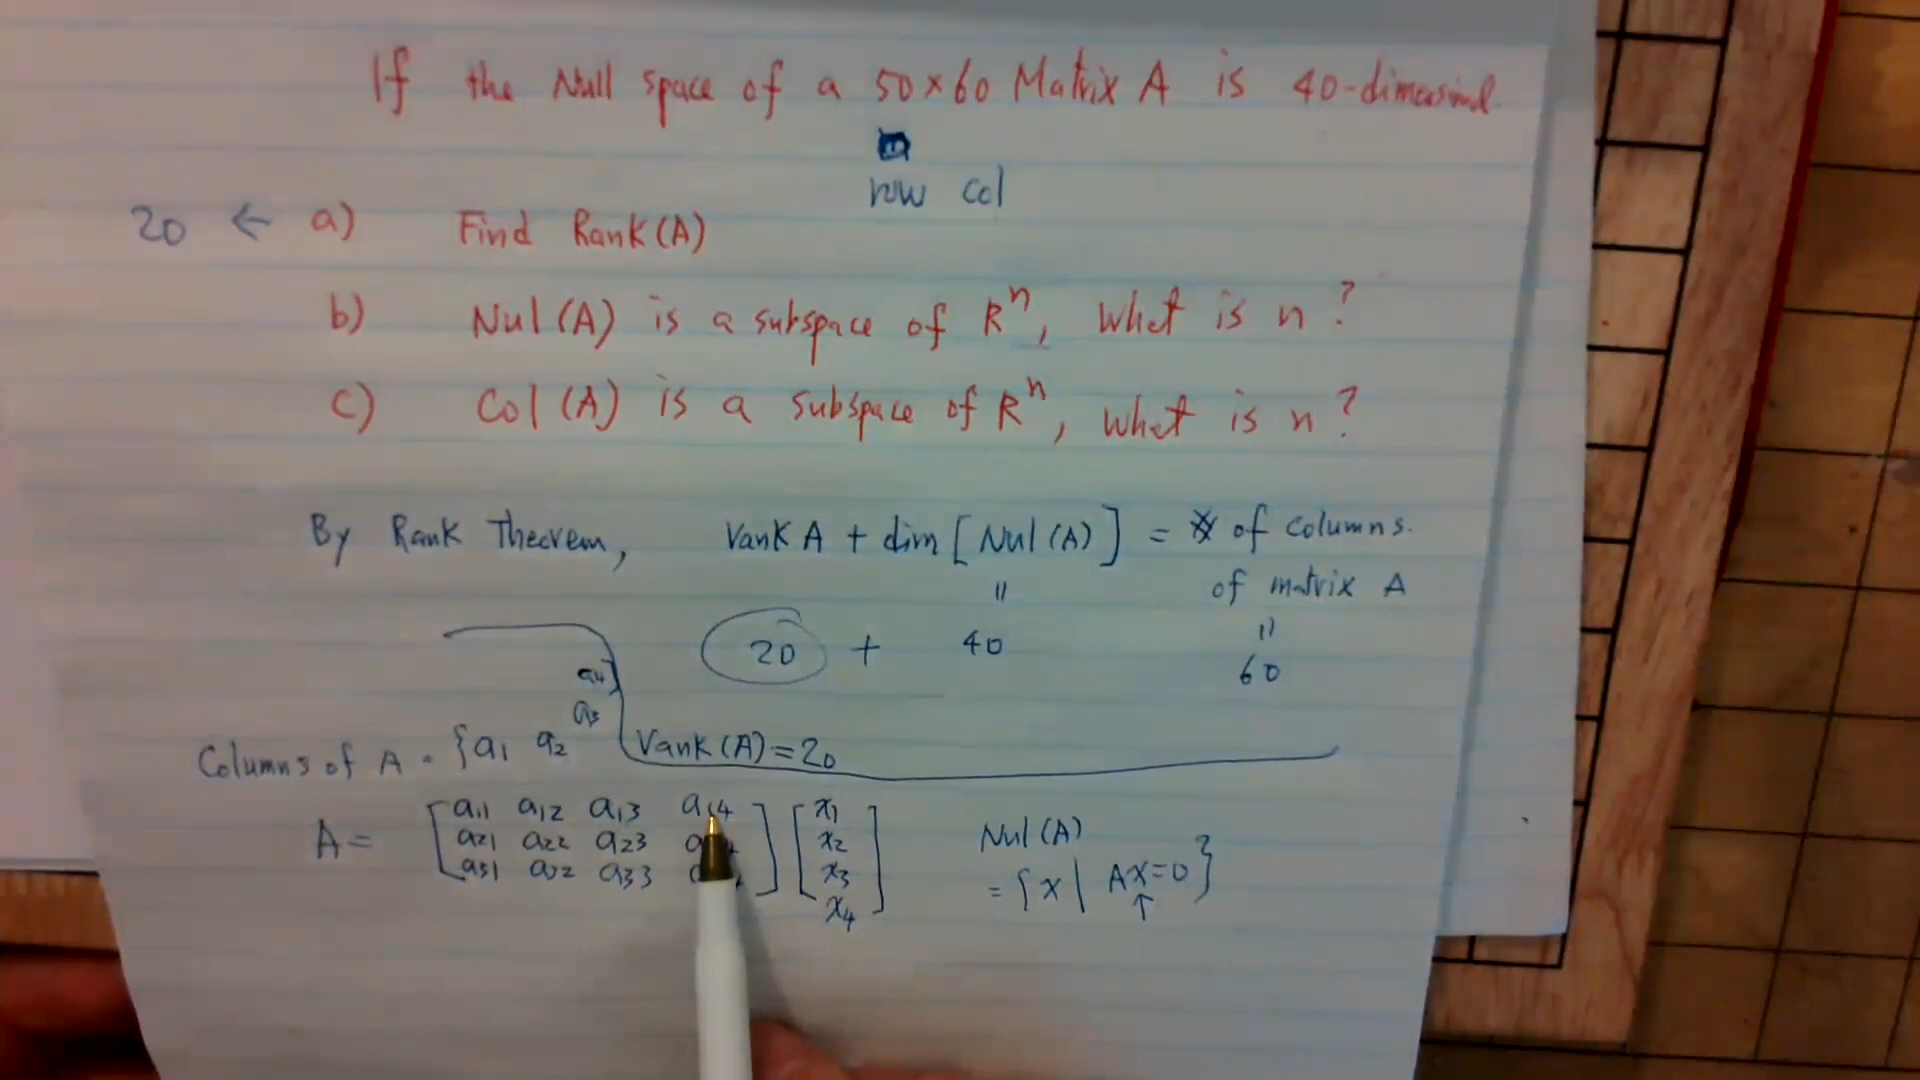 If the Null space of a 50×60 Matrix A is 40-dimensional.
row col
20 ← a) Find Rank(A)
b) Nul(A) is a subspace of Rⁿ, What is n?
c) Col(A) is a subspace of Rⁿ, What is n?
By Rank Theorem, rank A + dim [Nul(A)] = # of columns.
of matrix A
20 + 40 60
a4}
a3
Columns of A = {a1 a2
rank(A)=20
A = [a11 a12 a13 a14] [x1
a21 a22 a23 x2
a31 a32 a33 x3
x4]
Nul(A)
= {x | Ax=0}
↑